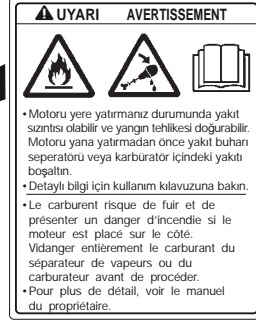 UYARI AVERTISSEMENT
• Motoru yere yatırmanız durumunda yakıt
sızıntısı olabilir ve yangın tehlikesi doğurabilir.
Motoru yana yatırmadan önce yakıt buharı
seperatörü veya karbüratör içindeki yakıtı
boşaltın.
• Detaylı bilgi için kullanım kılavuzuna bakın.
• Le carburent risque de fuir et de
présenter un danger d'incendie si le
moteur est placé sur le côté.
Vidanger entièrement le carburant du
séparateur de vapeurs ou du
carburateur avant de procéder.
• Pour plus de détail, voir le manuel
du propriétaire.